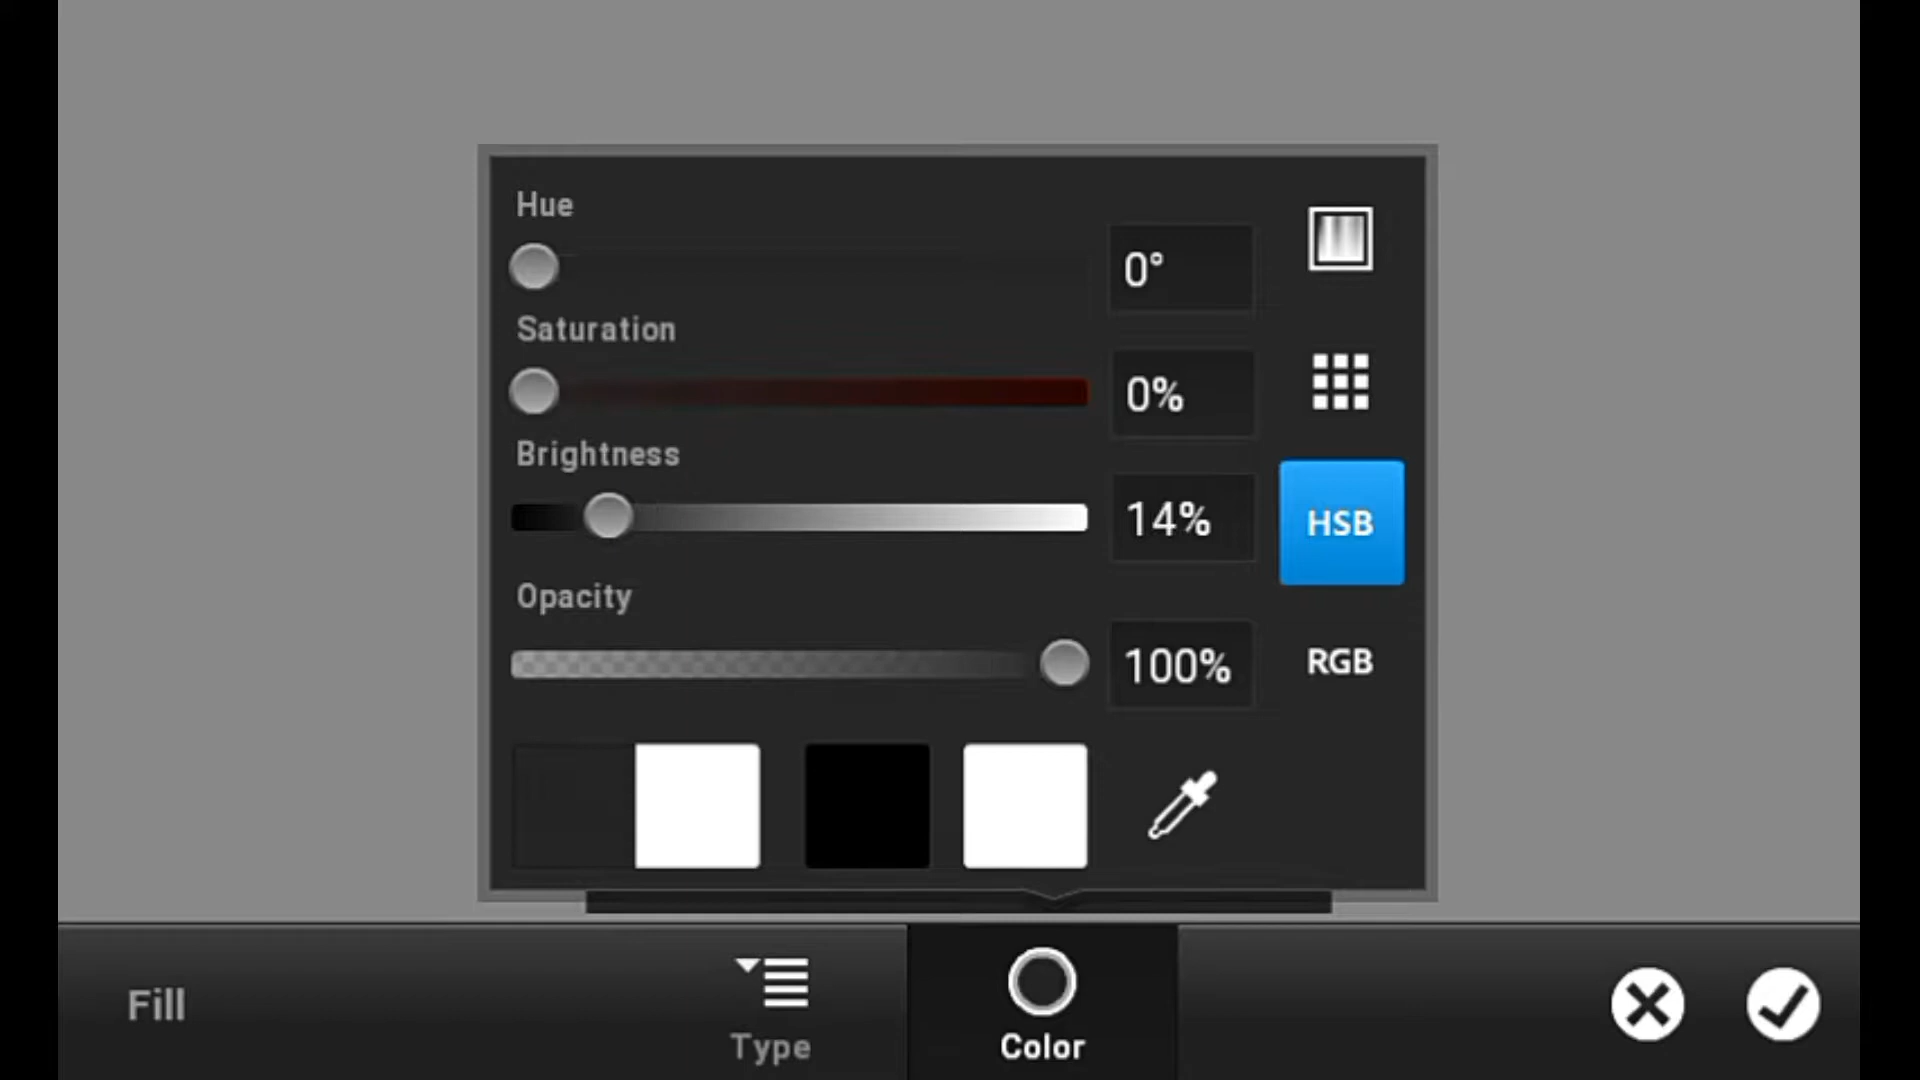 Hue
0°
Saturation
0%
Brightness
14%
HSB
Opacity
100%
RGB
Fill
Type
Color